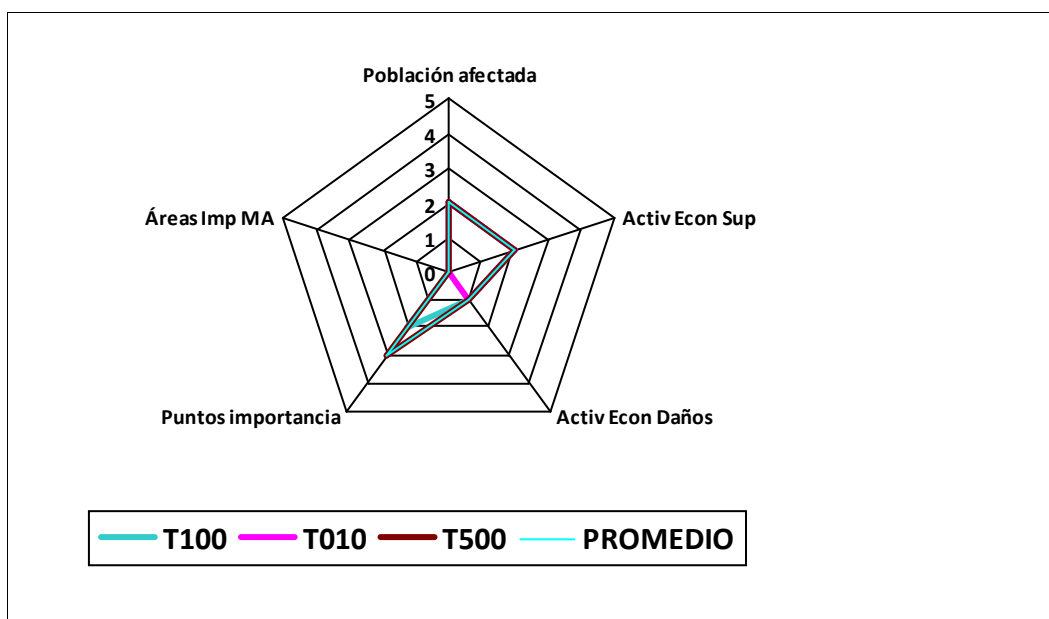 Población afectada
5
4
3
2
1
0
Áreas Imp MA
Activ Econ Sup
Puntos importancia
Activ Econ Daños
T100 T010 T500 PROMEDIO